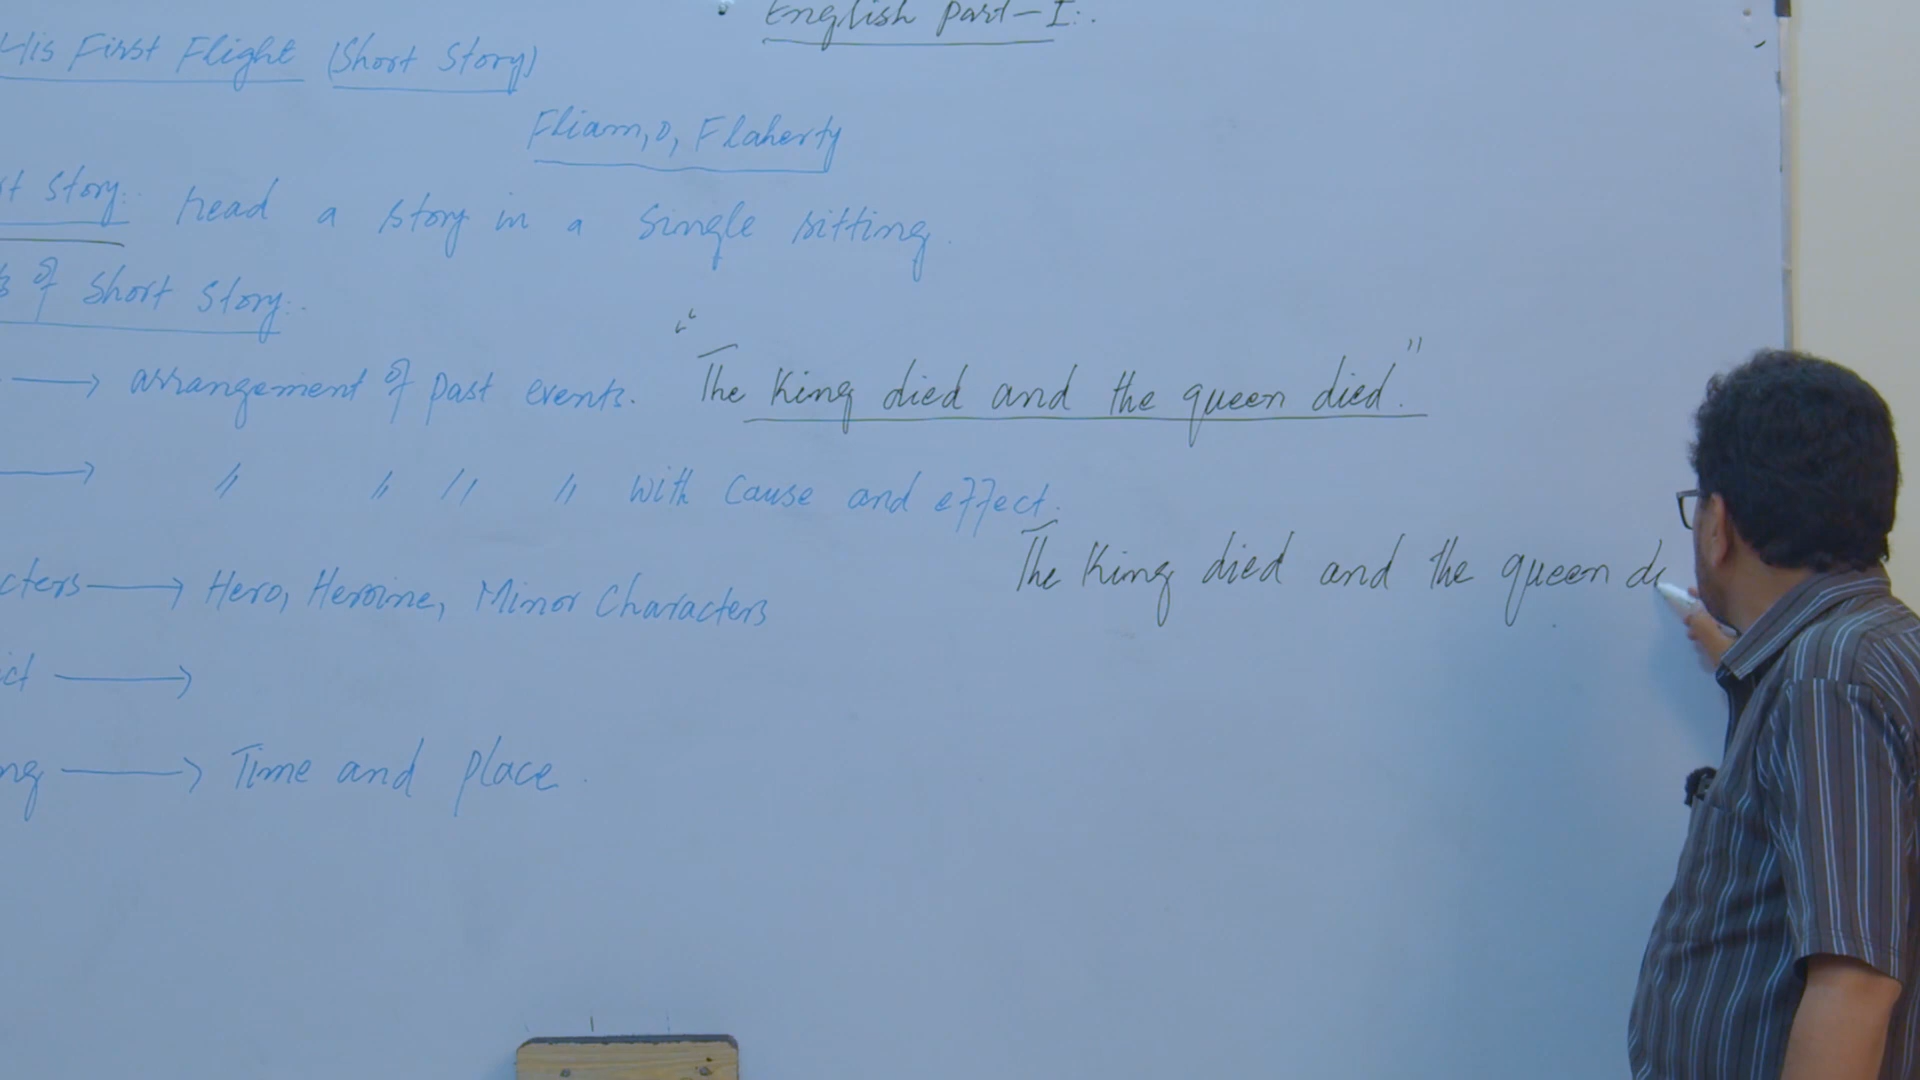 English Part-I:.
His First Flight (Short Story)
Fliam,O, Flaherty
rt Story:. read a story in a single sitting.
s of Short Story:.
→ arrangement of past events. "The King died and the queen died."
→ " " " " with Cause and effect.
The King died and the queen di
cters → Hero, Heroine, Minor Characters
ict →
ng → Time and place.